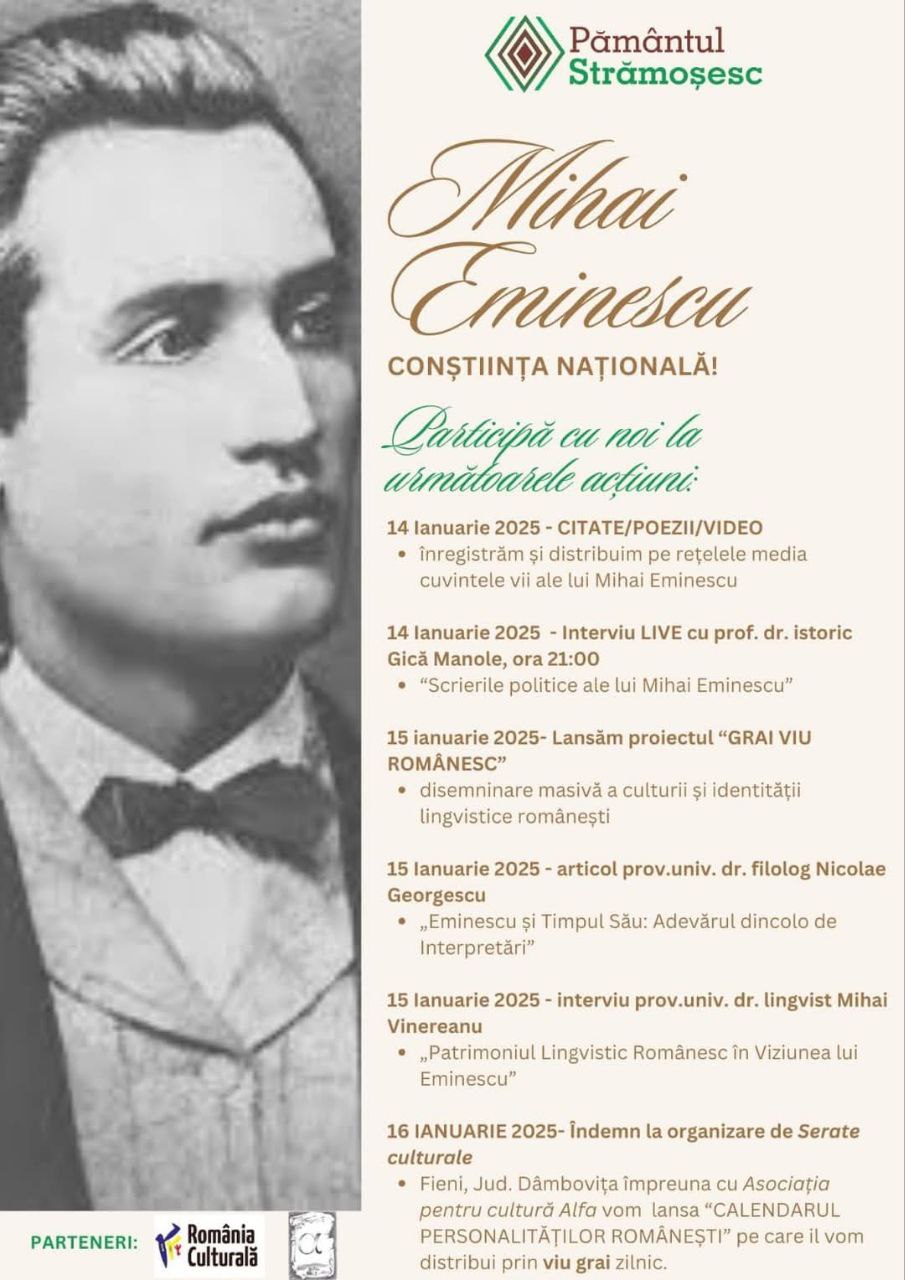 Pământul
Strămoșesc
Mihai
Eminescu
CONȘTIINȚA NAȚIONALĂ!
Participă cu noi la
următoarele acțiuni:
14 Ianuarie 2025 - CITATE/POEZII/VIDEO
• înregistrăm și distribuim pe rețelele media
cuvintele vii ale lui Mihai Eminescu
14 Ianuarie 2025 - Interviu LIVE cu prof. dr. istoric
Gică Manole, ora 21:00
• “Scrierile politice ale lui Mihai Eminescu”
15 ianuarie 2025- Lansăm proiectul “GRAI VIU
ROMÂNESC”
• disemninare masivă a culturii și identității
lingvistice românești
15 Ianuarie 2025 - articol prov.univ. dr. filolog Nicolae
Georgescu
• „Eminescu și Timpul Său: Adevărul dincolo de
Interpretări”
15 Ianuarie 2025 - interviu prov.univ. dr. lingvist Mihai
Vinereanu
• „Patrimoniul Lingvistic Românesc în Viziunea lui
Eminescu”
16 IANUARIE 2025- Îndemn la organizare de Serate
culturale
• Fieni, Jud. Dâmbovița împreuna cu Asociația
pentru cultură Alfa vom lansa “CALENDARUL
PERSONALITĂȚILOR ROMÂNEȘTI” pe care il vom
distribui prin viu grai zilnic.
PARTENERI:
România
Culturală